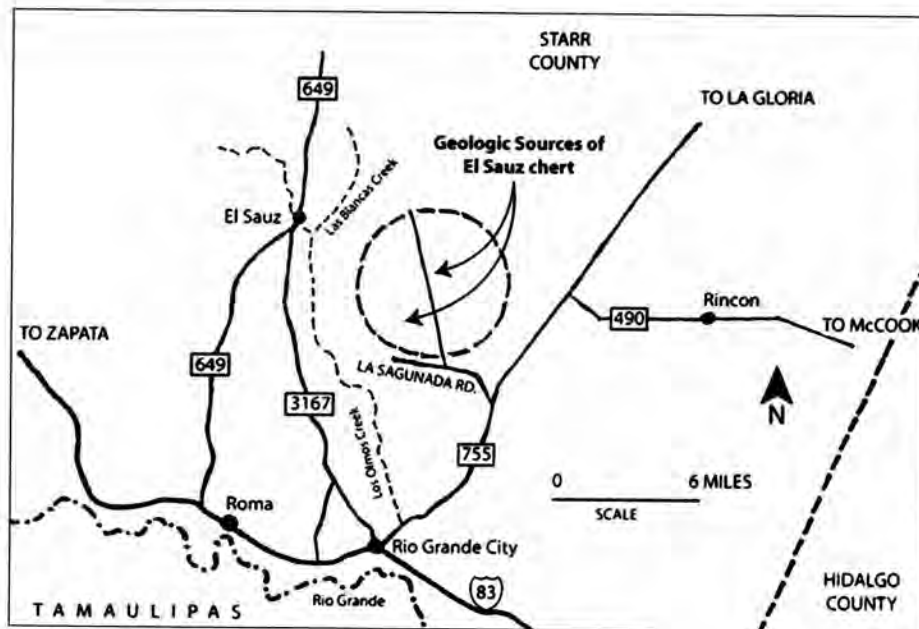 STARR
COUNTY
649
TO LA GLORIA
Geologic Sources of
El Sauz chert
Las Blancas Creek
El Sauz
490
Rincon
TO McCOOK
TO ZAPATA
649
LA SAGUNADA RD.
3167
N
Los Olmos Creek
755
0
6 MILES
SCALE
Roma
Rio Grande City
Rio Grande
83
HIDALGO
COUNTY
TAMAULIPAS